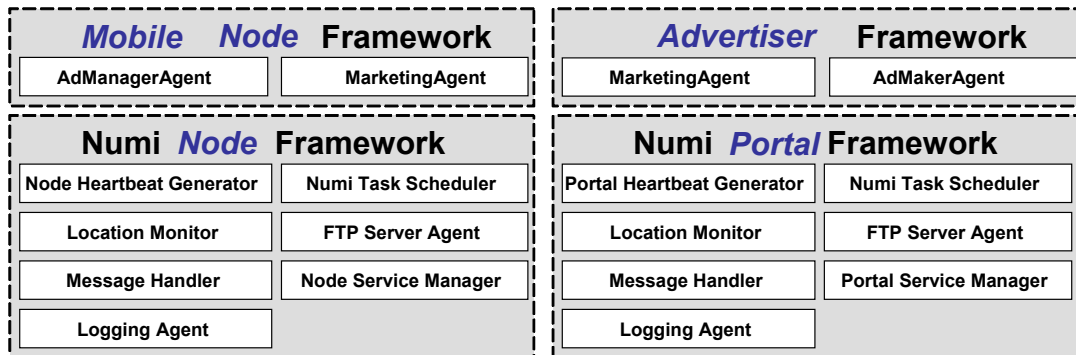 Mobile Node Framework
AdManagerAgent MarketingAgent
Advertiser Framework
MarketingAgent AdMakerAgent
Numi Node Framework
Node Heartbeat Generator Numi Task Scheduler
Location Monitor FTP Server Agent
Message Handler Node Service Manager
Logging Agent
Numi Portal Framework
Portal Heartbeat Generator Numi Task Scheduler
Location Monitor FTP Server Agent
Message Handler Portal Service Manager
Logging Agent